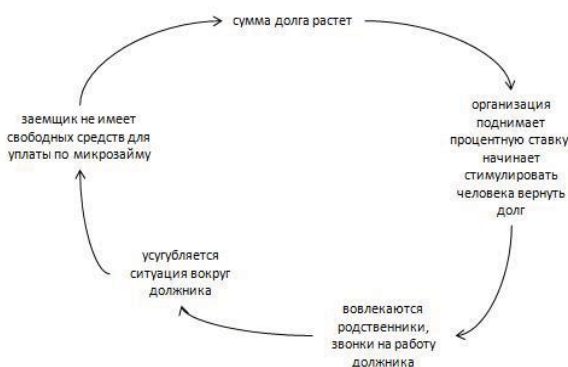 сумма долга растет
организация
поднимает
процентную ставку
начинает
стимулировать
человека вернуть
долг
вовлекаются
родственники,
звонки на работу
должника
усугубляется
ситуация вокруг
должника
заемщик не имеет
свободных средств для
уплаты по микрозайму